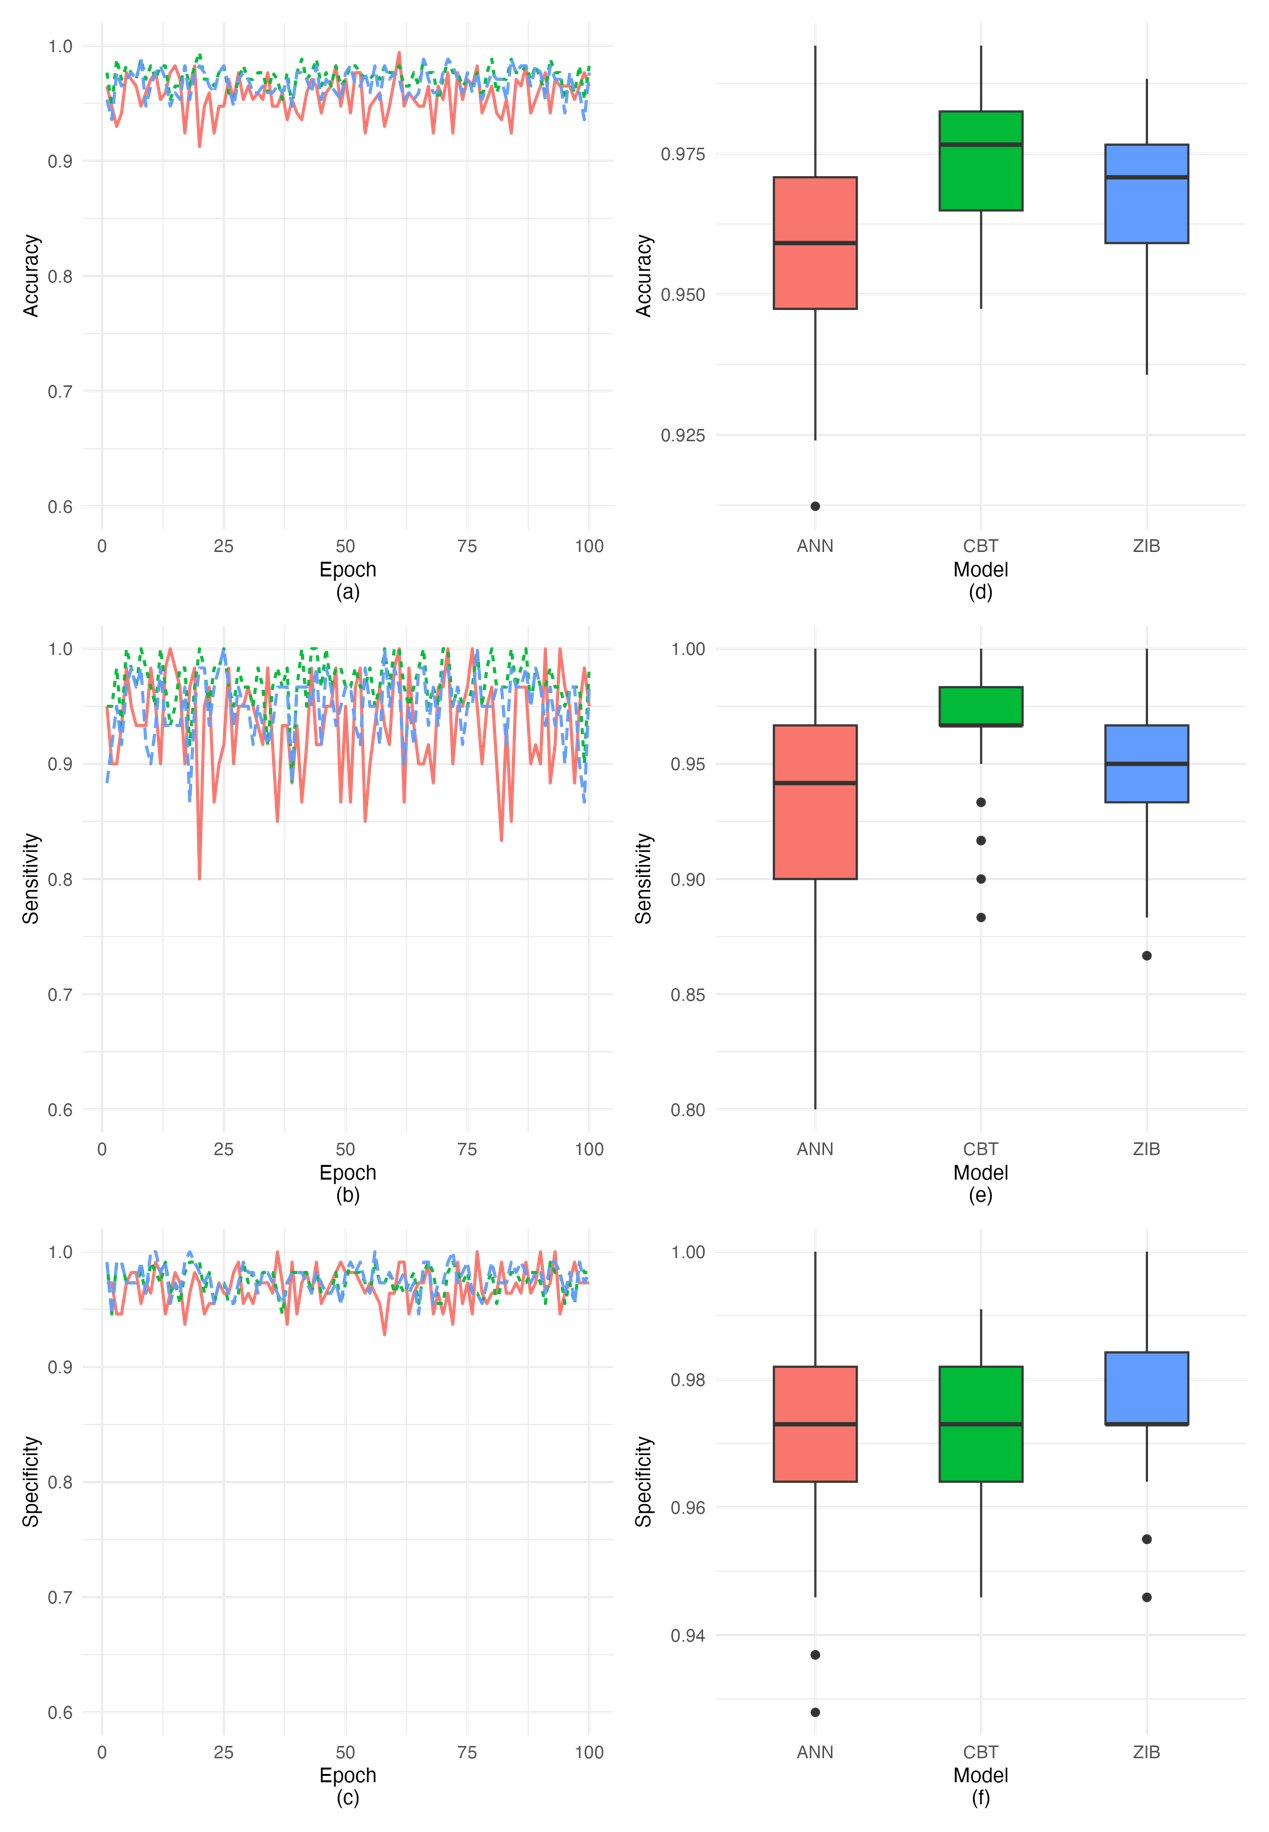 1.0
0.9
0.8
0.7
0.6
Accuracy
0 25 50 75 100
Epoch
(a)
0.975
0.950
0.925
Accuracy
ANN CBT ZIB
Model
(d)
1.0
0.9
0.8
0.7
0.6
Sensitivity
0 25 50 75 100
Epoch
(b)
1.00
0.95
0.90
0.85
0.80
Sensitivity
ANN CBT ZIB
Model
(e)
1.0
0.9
0.8
0.7
0.6
Specificity
0 25 50 75 100
Epoch
(c)
1.00
0.98
0.96
0.94
Specificity
ANN CBT ZIB
Model
(f)